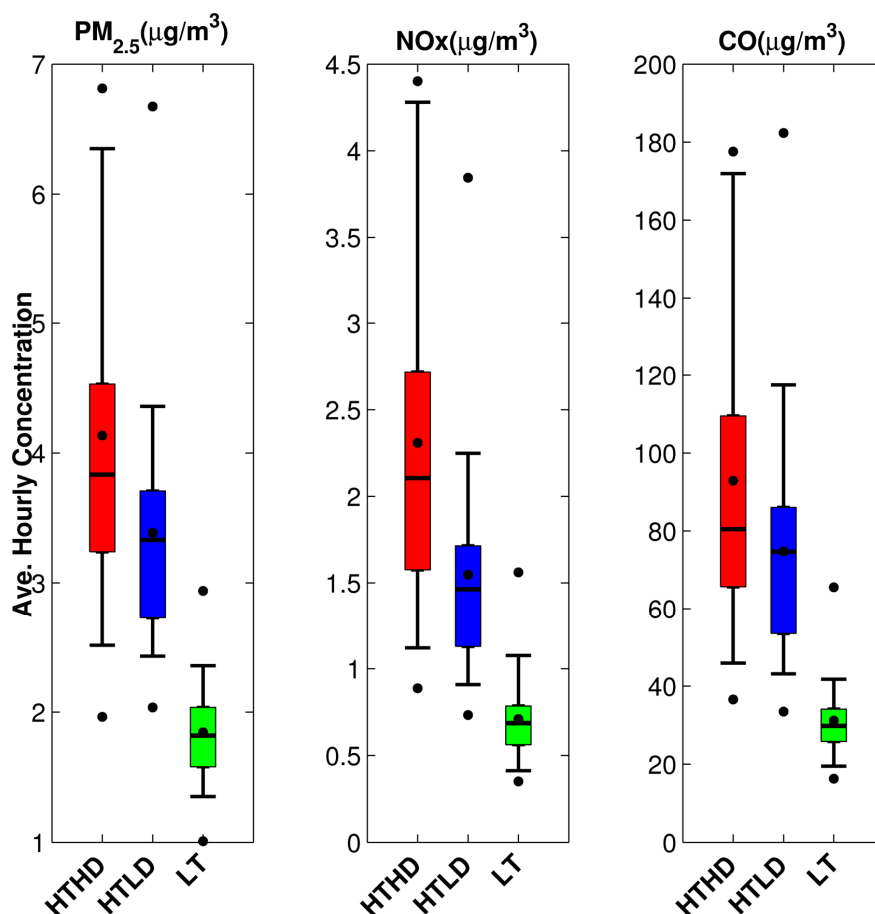 PM2.5(μg/m3)
NOx(μg/m3)
CO(μg/m3)
Ave. Hourly Concentration
7
6
5
4
3
2
1
HTHD
HTLD
LT
4.5
4
3.5
3
2.5
2
1.5
1
0.5
0
HTHD
HTLD
LT
200
180
160
140
120
100
80
60
40
20
0
HTHD
HTLD
LT